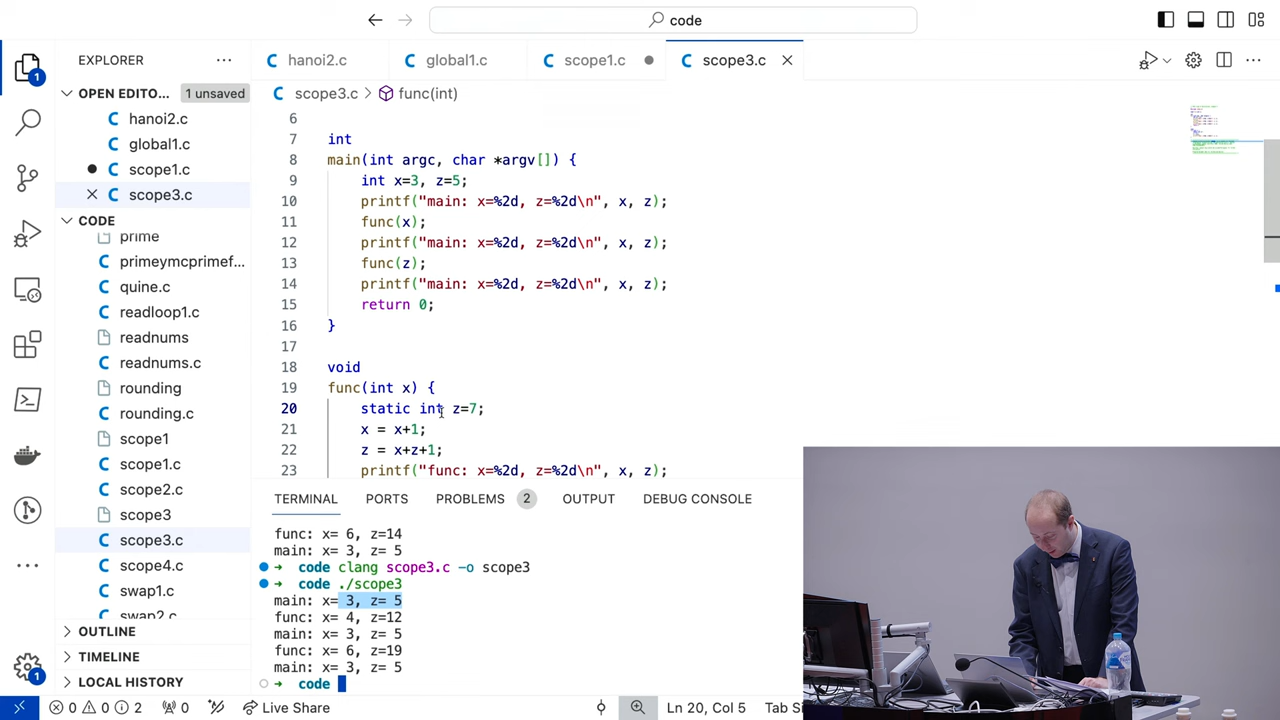 code
EXPLORER
OPEN EDITO... 1 unsaved
hanoi2.c
global1.c
scope1.c
scope3.c
CODE
prime
primeymcprimef...
quine.c
readloop1.c
readnums
readnums.c
rounding
rounding.c
scope1
scope1.c
scope2.c
scope3
scope3.c
scope4.c
swap1.c
swap2.c
OUTLINE
TIMELINE
LOCAL HISTORY
1
1
hanoi2.c
global1.c
scope1.c
scope3.c
scope3.c > func(int)
6
7 int
8 main(int argc, char *argv[]) {
9 int x=3, z=5;
10 printf("main: x=%2d, z=%2d\n", x, z);
11 func(x);
12 printf("main: x=%2d, z=%2d\n", x, z);
13 func(z);
14 printf("main: x=%2d, z=%2d\n", x, z);
15 return 0;
16 }
17
18 void
19 func(int x) {
20 static int z=7;
21 x = x+1;
22 z = x+z+1;
23 printf("func: x=%2d, z=%2d\n", x, z);
TERMINAL PORTS PROBLEMS 2 OUTPUT DEBUG CONSOLE
func: x= 6, z=14
main: x= 3, z= 5
→ code clang scope3.c -o scope3
→ code ./scope3
main: x= 3, z= 5
func: x= 4, z=12
main: x= 3, z= 5
func: x= 6, z=19
main: x= 3, z= 5
→ code
0 0 2 0 Live Share Ln 20, Col 5 Tab Si